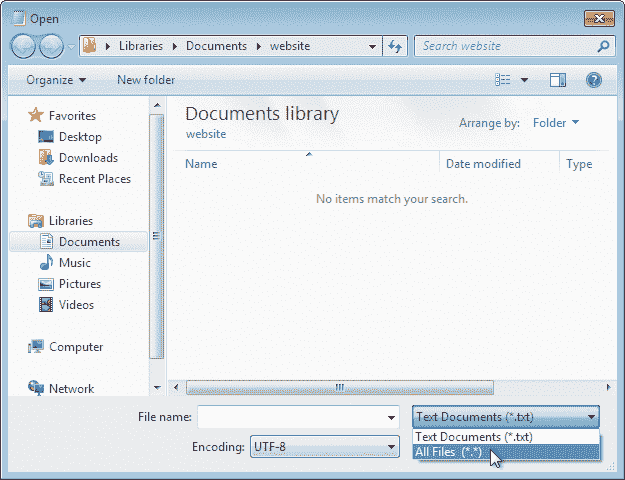 Open
Libraries Documents website
Search website
Organize New folder
Favorites
Desktop
Downloads
Recent Places
Libraries
Documents
Music
Pictures
Videos
Computer
Network
Documents library
website
Arrange by: Folder
Name Date modified Type
No items match your search.
File name:
Text Documents (*.txt)
Encoding: UTF-8
Text Documents (*.txt)
All Files (*.*)